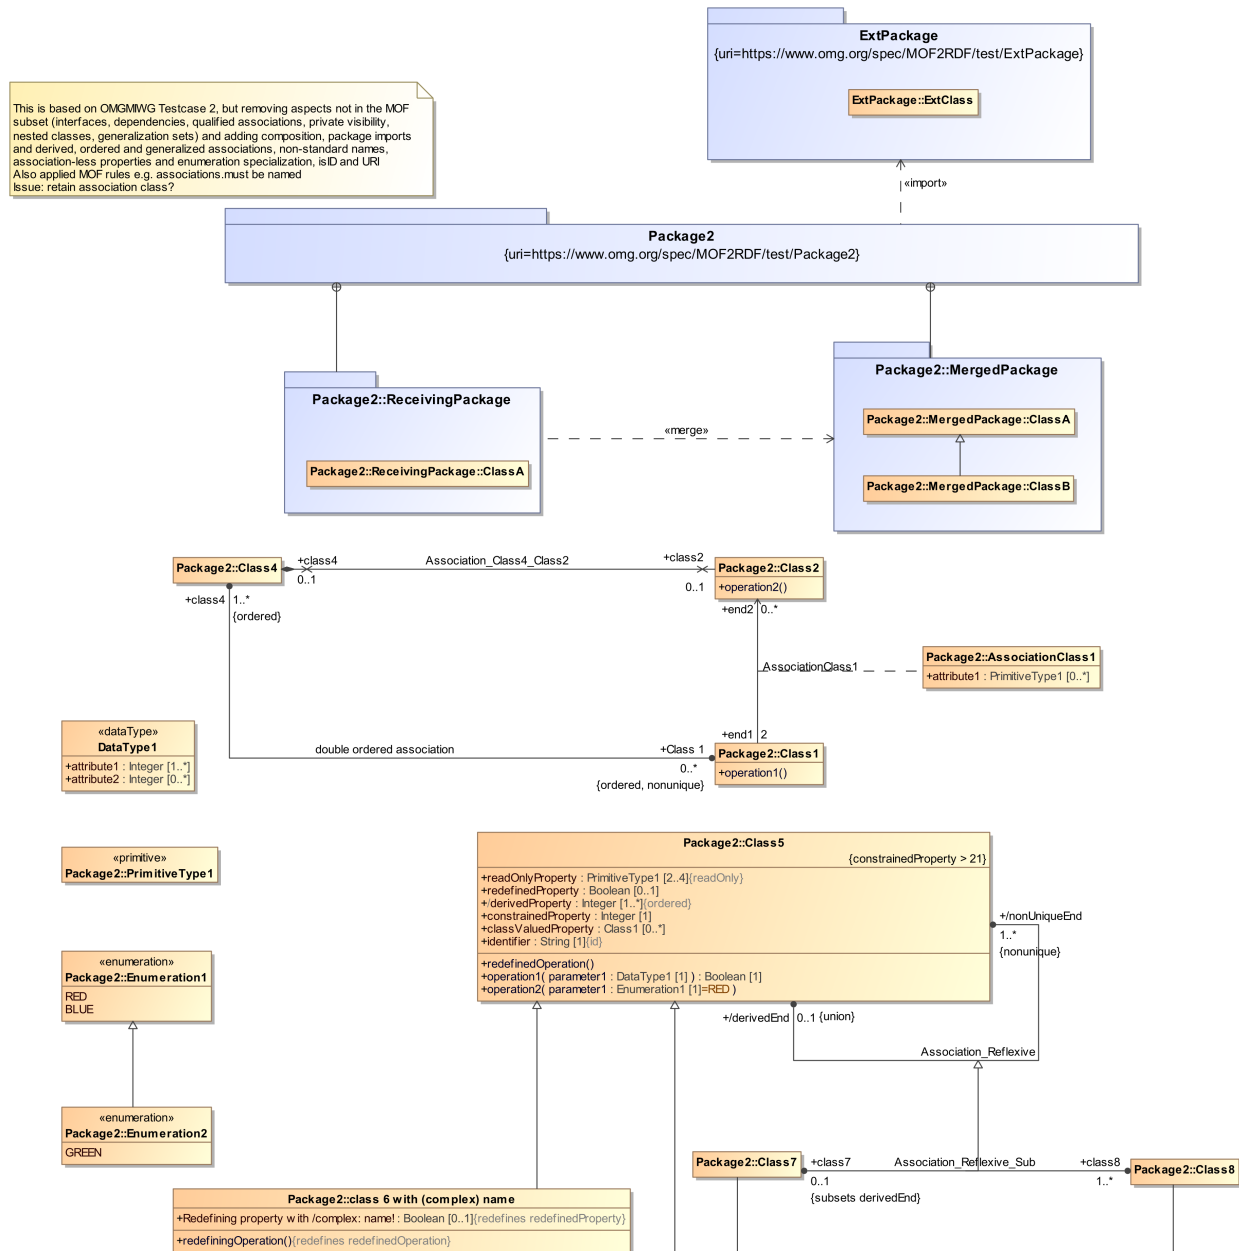 ExtPackage
{uri=https://www.omg.org/spec/MOF2RDF/test/ExtPackage}
ExtPackage::ExtClass
This is based on OMGMIWG Testcase 2, but removing aspects not in the MOF
subset (interfaces, dependencies, qualified associations, private visibility,
nested classes, generalization sets) and adding composition, package imports
and derived, ordered and generalized associations, non-standard names,
association-less properties and enumeration specialization, isID and URI
Also applied MOF rules e.g. associations.must be named
Issue: retain association class?
«import»
Package2
{uri=https://www.omg.org/spec/MOF2RDF/test/Package2}
Package2::ReceivingPackage
Package2::ReceivingPackage::ClassA
«merge»
Package2::MergedPackage
Package2::MergedPackage::ClassA
Package2::MergedPackage::ClassB
Package2::Class4
+class4
0..1
Association_Class4_Class2
+class2
0..1
Package2::Class2
+operation2()
+class4
1..*
{ordered}
+end2
0..*
AssociationClass1
Package2::AssociationClass1
+attribute1 : PrimitiveType1 [0..*]
«dataType»
DataType1
+attribute1 : Integer [1..*]
+attribute2 : Integer [0..*]
double ordered association
+Class 1
0..*
{ordered, nonunique}
+end1
2
Package2::Class1
+operation1()
«primitive»
Package2::PrimitiveType1
Package2::Class5
{constrainedProperty > 21}
+readOnlyProperty : PrimitiveType1 [2..4]{readOnly}
+redefinedProperty : Boolean [0..1]
+/derivedProperty : Integer [1..*]{ordered}
+constrainedProperty : Integer [1]
+classValuedProperty : Class1 [0..*]
+identifier : String [1]{id}
+redefinedOperation()
+operation1( parameter1 : DataType1 [1] ) : Boolean [1]
+operation2( parameter1 : Enumeration1 [1]=RED )
+/nonUniqueEnd
1..*
{nonunique}
+/derivedEnd
0..1
{union}
Association_Reflexive
«enumeration»
Package2::Enumeration1
RED
BLUE
«enumeration»
Package2::Enumeration2
GREEN
Package2::Class7
+class7
0..1
{subsets derivedEnd}
Association_Reflexive_Sub
+class8
1..*
Package2::Class8
Package2::class 6 with (complex) name
+Redefining property with /complex: name! : Boolean [0..1]{redefines redefinedProperty}
+redefiningOperation(){redefines redefinedOperation}